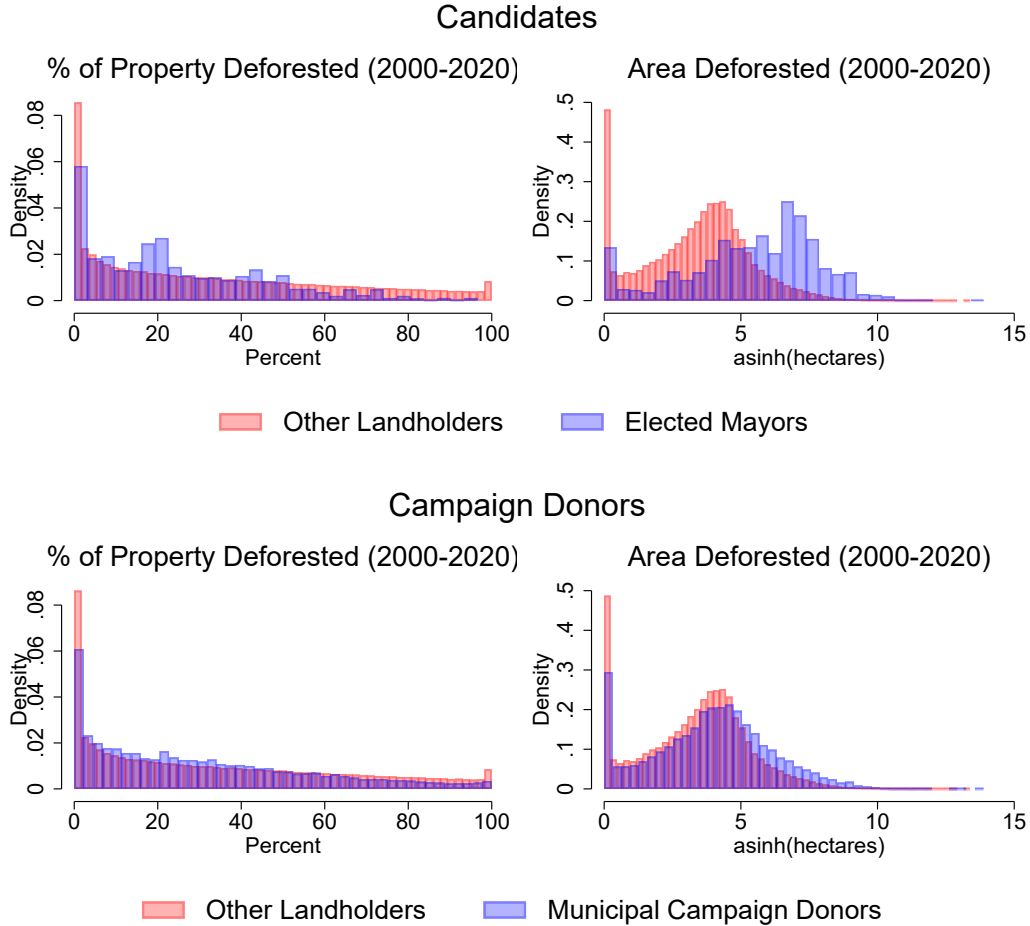 Candidates
% of Property Deforested (2000-2020)
Area Deforested (2000-2020)
Density
0 .02 .04 .06 .08
0 20 40 60 80 100
Percent
Density
0 .1 .2 .3 .4 .5
0 5 10 15
asinh(hectares)
Other Landholders
Elected Mayors
Campaign Donors
% of Property Deforested (2000-2020)
Area Deforested (2000-2020)
Density
0 .02 .04 .06 .08
0 20 40 60 80 100
Percent
Density
0 .1 .2 .3 .4 .5
0 5 10 15
asinh(hectares)
Other Landholders
Municipal Campaign Donors